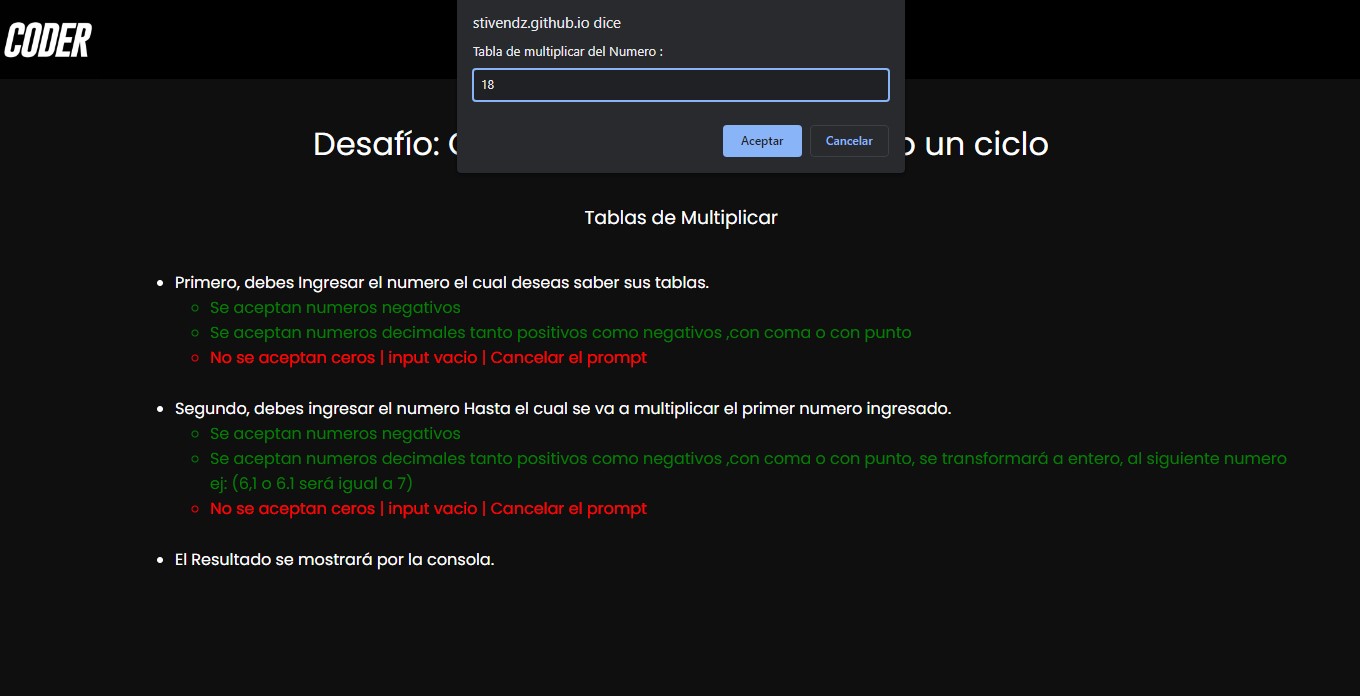 CODER
stivendz.github.io dice
Tabla de multiplicar del Numero :
18
Aceptar Cancelar
Desafío: un ciclo
Tablas de Multiplicar
Primero, debes Ingresar el numero el cual deseas saber sus tablas.
Se aceptan numeros negativos
Se aceptan numeros decimales tanto positivos como negativos ,con coma o con punto
No se aceptan ceros | input vacio | Cancelar el prompt
Segundo, debes ingresar el numero Hasta el cual se va a multiplicar el primer numero ingresado.
Se aceptan numeros negativos
Se aceptan numeros decimales tanto positivos como negativos ,con coma o con punto, se transformará a entero, al siguiente numero
ej: (6,1 o 6.1 será igual a 7)
No se aceptan ceros | input vacio | Cancelar el prompt
El Resultado se mostrará por la consola.